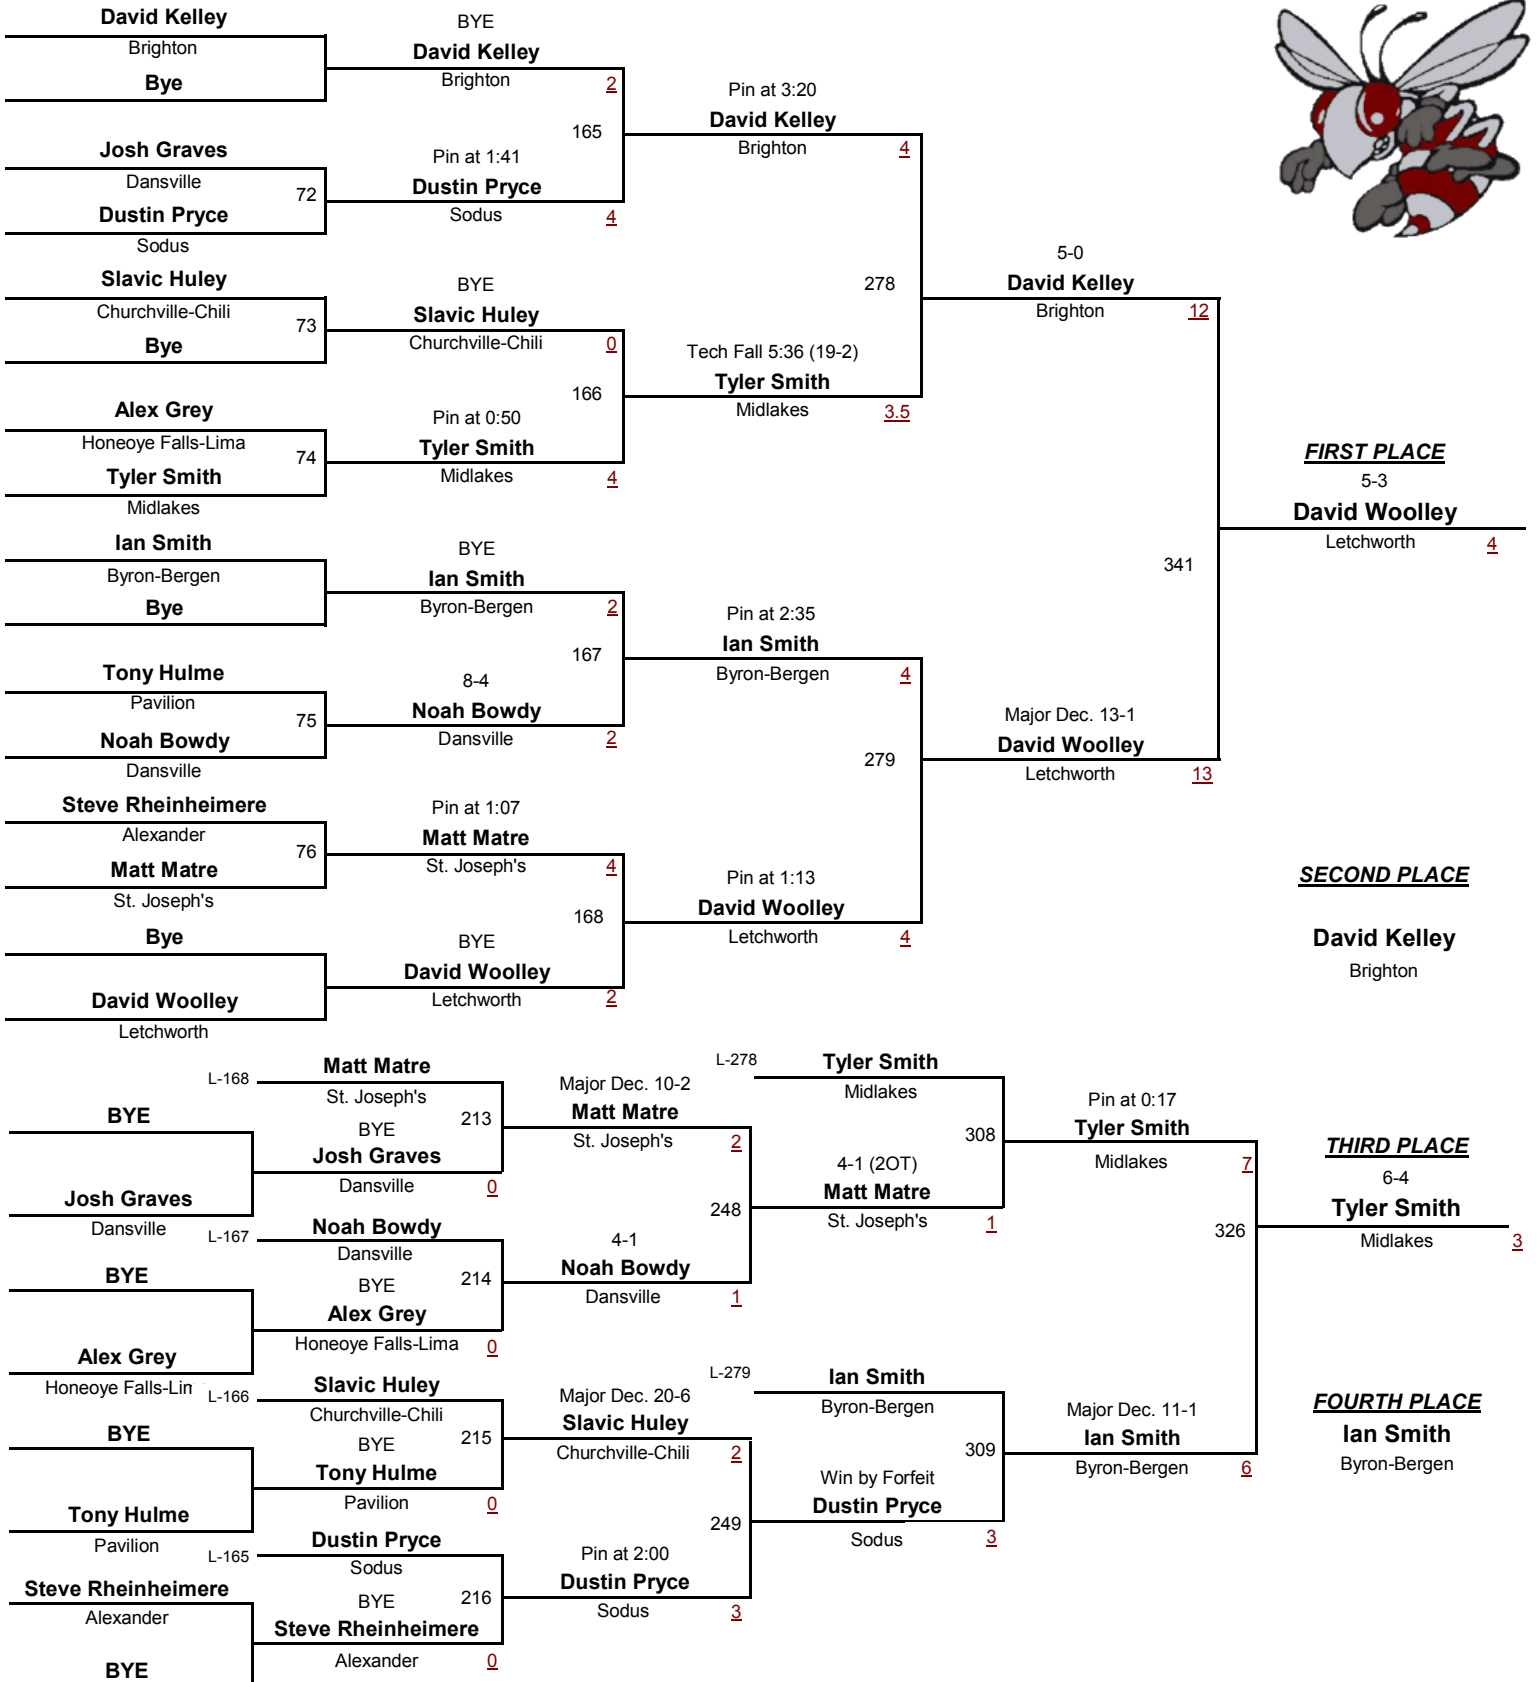 David Kelley
Brighton
Bye
BYE
David Kelley
Brighton
2
165
Josh Graves
Dansville
72
Dustin Pryce
Sodus
Pin at 1:41
Dustin Pryce
Sodus
4
Pin at 3:20
David Kelley
Brighton
4
Slavic Huley
Churchville-Chili
73
Bye
BYE
Slavic Huley
Churchville-Chili
0
166
Alex Grey
Honeoye Falls-Lima
74
Tyler Smith
Midlakes
Pin at 0:50
Tyler Smith
Midlakes
4
Tech Fall 5:36 (19-2)
Tyler Smith
Midlakes
3.5
278
5-0
David Kelley
Brighton
12
Ian Smith
Byron-Bergen
Bye
BYE
Ian Smith
Byron-Bergen
2
167
Tony Hulme
Pavilion
75
Noah Bowdy
Dansville
8-4
Noah Bowdy
Dansville
2
Pin at 2:35
Ian Smith
Byron-Bergen
4
Steve Rheinheimere
Alexander
76
Matt Matre
St. Joseph's
Pin at 1:07
Matt Matre
St. Joseph's
4
168
Bye
David Woolley
Letchworth
BYE
David Woolley
Letchworth
2
Pin at 1:13
David Woolley
Letchworth
4
279
Major Dec. 13-1
David Woolley
Letchworth
13
341
FIRST PLACE
5-3
David Woolley
Letchworth
4
SECOND PLACE
David Kelley
Brighton
L-168
Matt Matre
St. Joseph's
213
BYE
BYE
Josh Graves
Dansville
0
Josh Graves
Dansville
Major Dec. 10-2
Matt Matre
St. Joseph's
2
L-167
Noah Bowdy
Dansville
214
BYE
BYE
Alex Grey
Honeoye Falls-Lima
0
Alex Grey
Honeoye Falls-Lim
4-1
Noah Bowdy
Dansville
1
248
L-278
Tyler Smith
Midlakes
308
4-1 (2OT)
Matt Matre
St. Joseph's
1
Pin at 0:17
Tyler Smith
Midlakes
7
L-166
Slavic Huley
Churchville-Chili
215
BYE
BYE
Tony Hulme
Pavilion
0
Tony Hulme
Pavilion
Major Dec. 20-6
Slavic Huley
Churchville-Chili
2
L-165
Dustin Pryce
Sodus
216
Steve Rheinheimere
Alexander
BYE
BYE
Steve Rheinheimere
Alexander
0
Pin at 2:00
Dustin Pryce
Sodus
3
249
L-279
Ian Smith
Byron-Bergen
309
Win by Forfeit
Dustin Pryce
Sodus
3
Major Dec. 11-1
Ian Smith
Byron-Bergen
6
326
THIRD PLACE
6-4
Tyler Smith
Midlakes
3
FOURTH PLACE
Ian Smith
Byron-Bergen